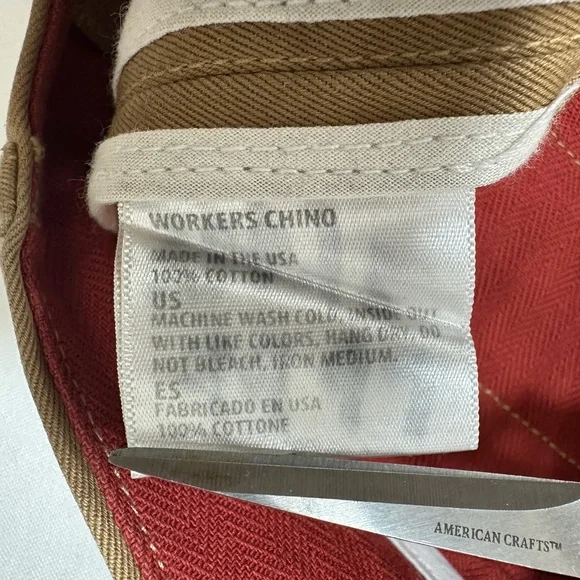 WORKERS CHINO
MADE IN THE USA
100% COTTON
US
MACHINE WASH COLD, INSIDE OUT
WITH LIKE COLORS, HANG DRY, DO
NOT BLEACH, IRON MEDIUM.
ES
FABRICADO EN USA
100% COTTONE
AMERICAN CRAFTS™